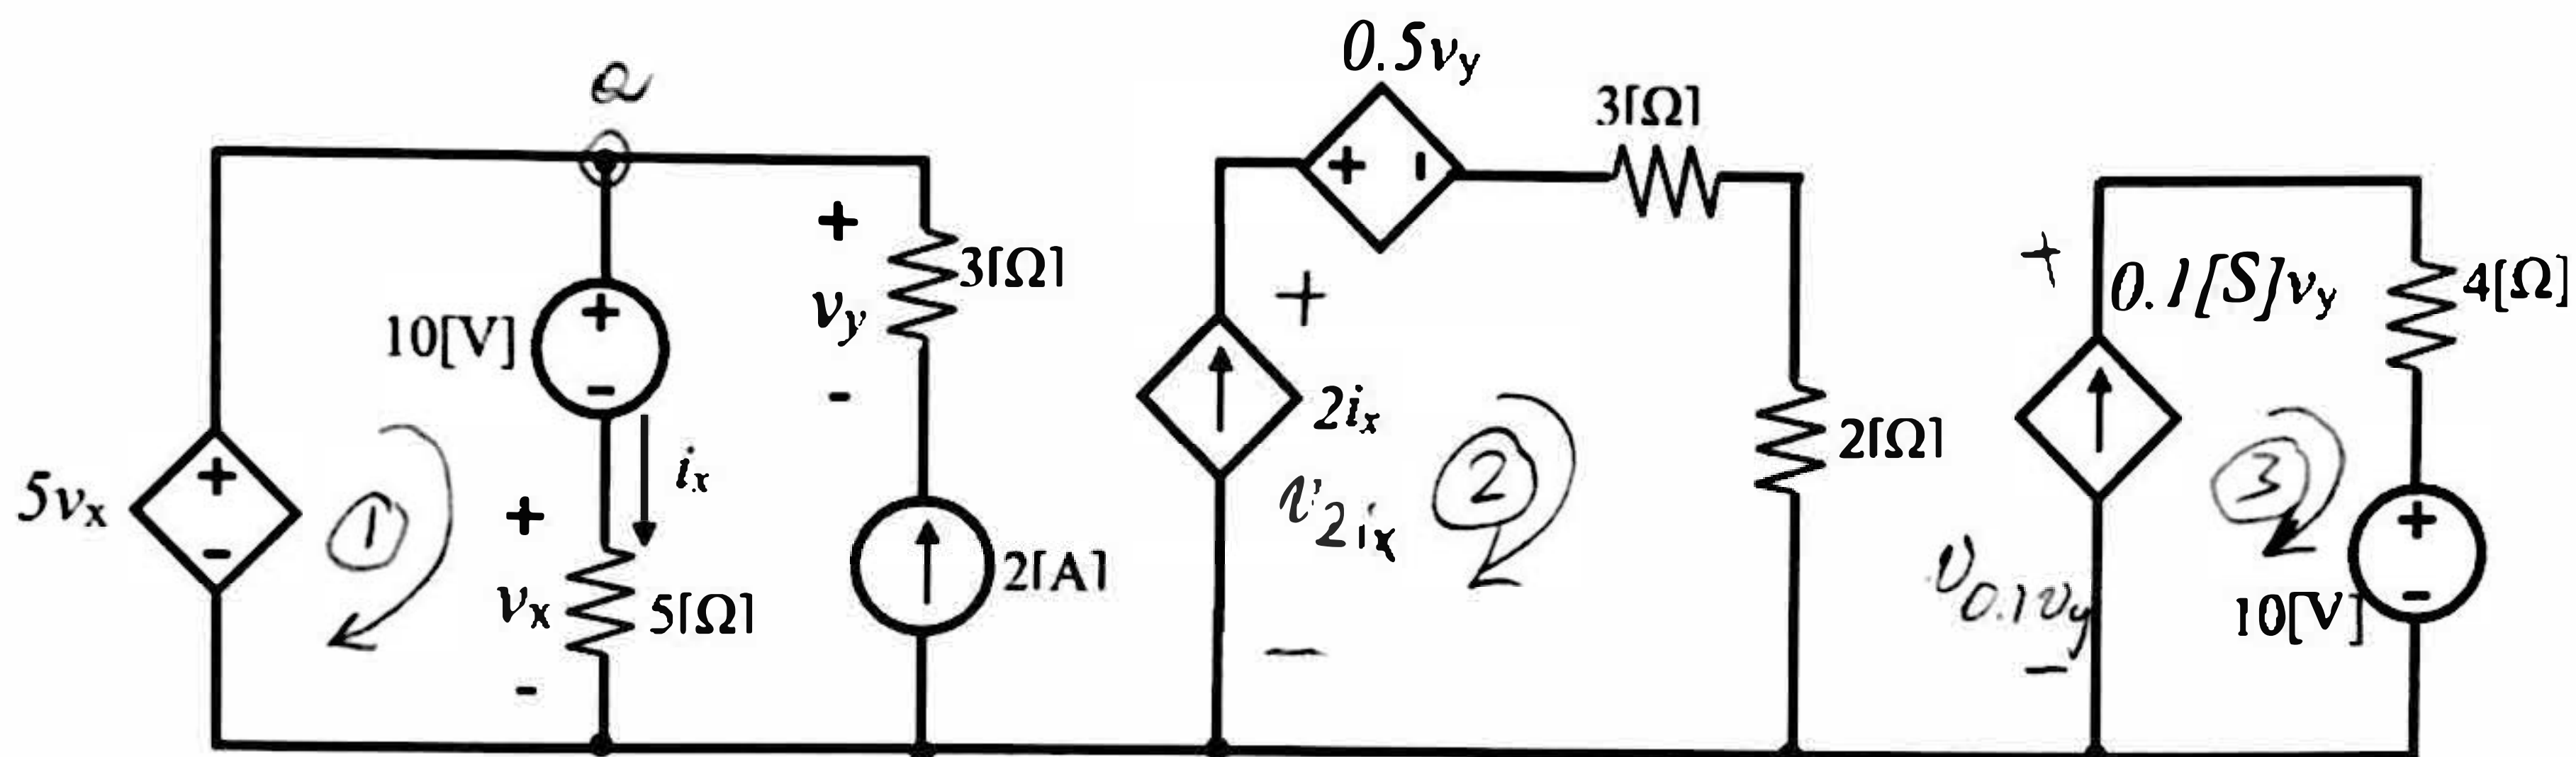 a
0.5vy
3[Ω]
+
+ -
3[Ω]
+
+
0.1[S]vy
4[Ω]
10[V]
+
-
vy
-
+
2ix
v2ix
2
2[Ω]
3
5vx
+
-
1
ix
+
vx
5[Ω]
-
2[A]
-
v0.1vy
-
10[V]
+
-